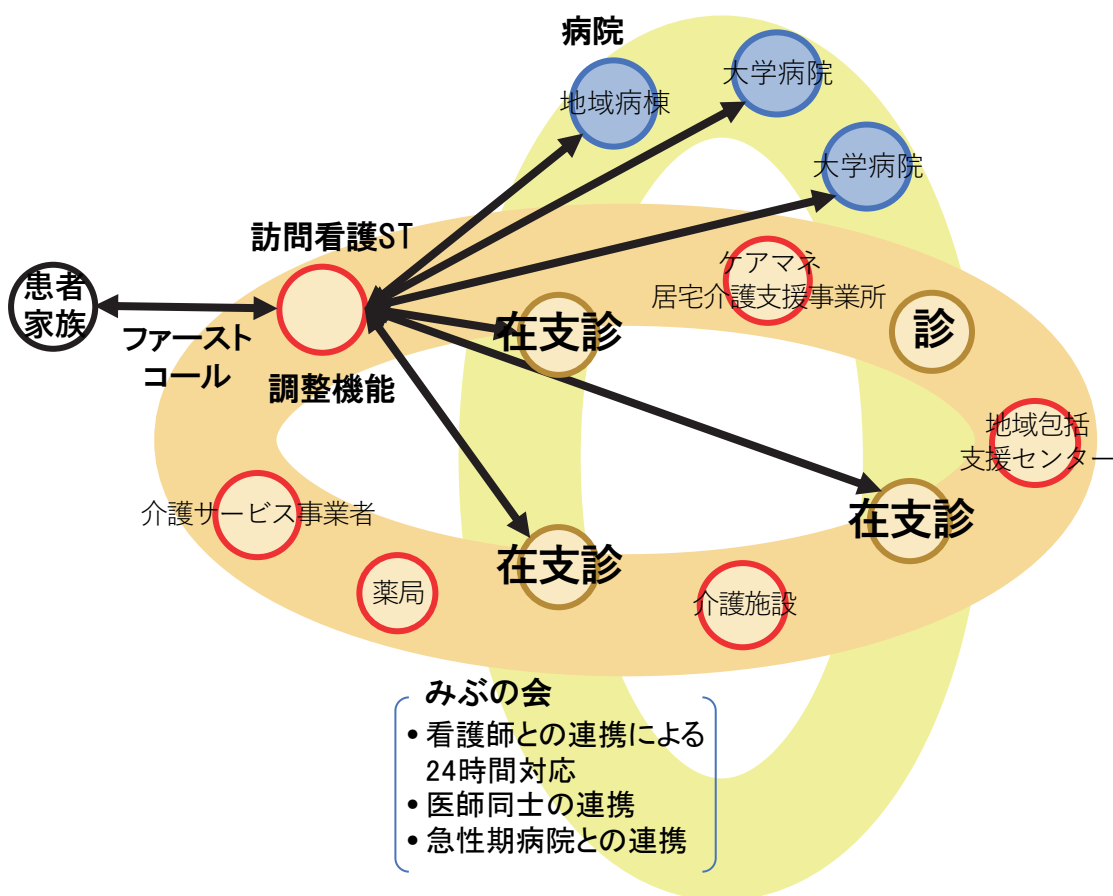 病院
大学病院
地域病棟
大学病院
訪問看護ST
ケアマネ
居宅介護支援事業所
患者
家族
ファースト
コール
在支診
診
調整機能
地域包括
支援センター
介護サービス事業者
在支診
在支診
薬局
介護施設
みぶの会
• 看護師との連携による
24時間対応
• 医師同士の連携
• 急性期病院との連携